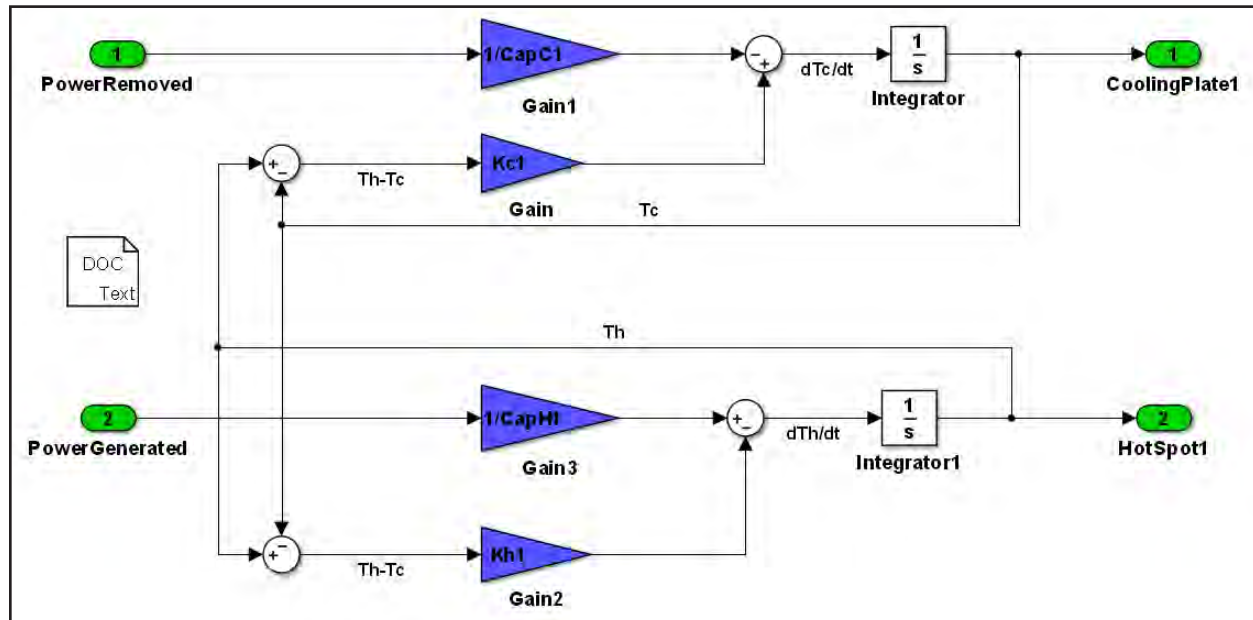 1
PowerRemoved
1/CapC1
Gain1
-
+
dTc/dt
1
s
Integrator
1
CoolingPlate1
+
-
Th-Tc
Kc1
Gain
Tc
DOC
Text
Th
2
PowerGenerated
1/CapHI
Gain3
+
-
dTh/dt
1
s
Integrator1
2
HotSpot1
-
+
Th-Tc
Kh1
Gain2